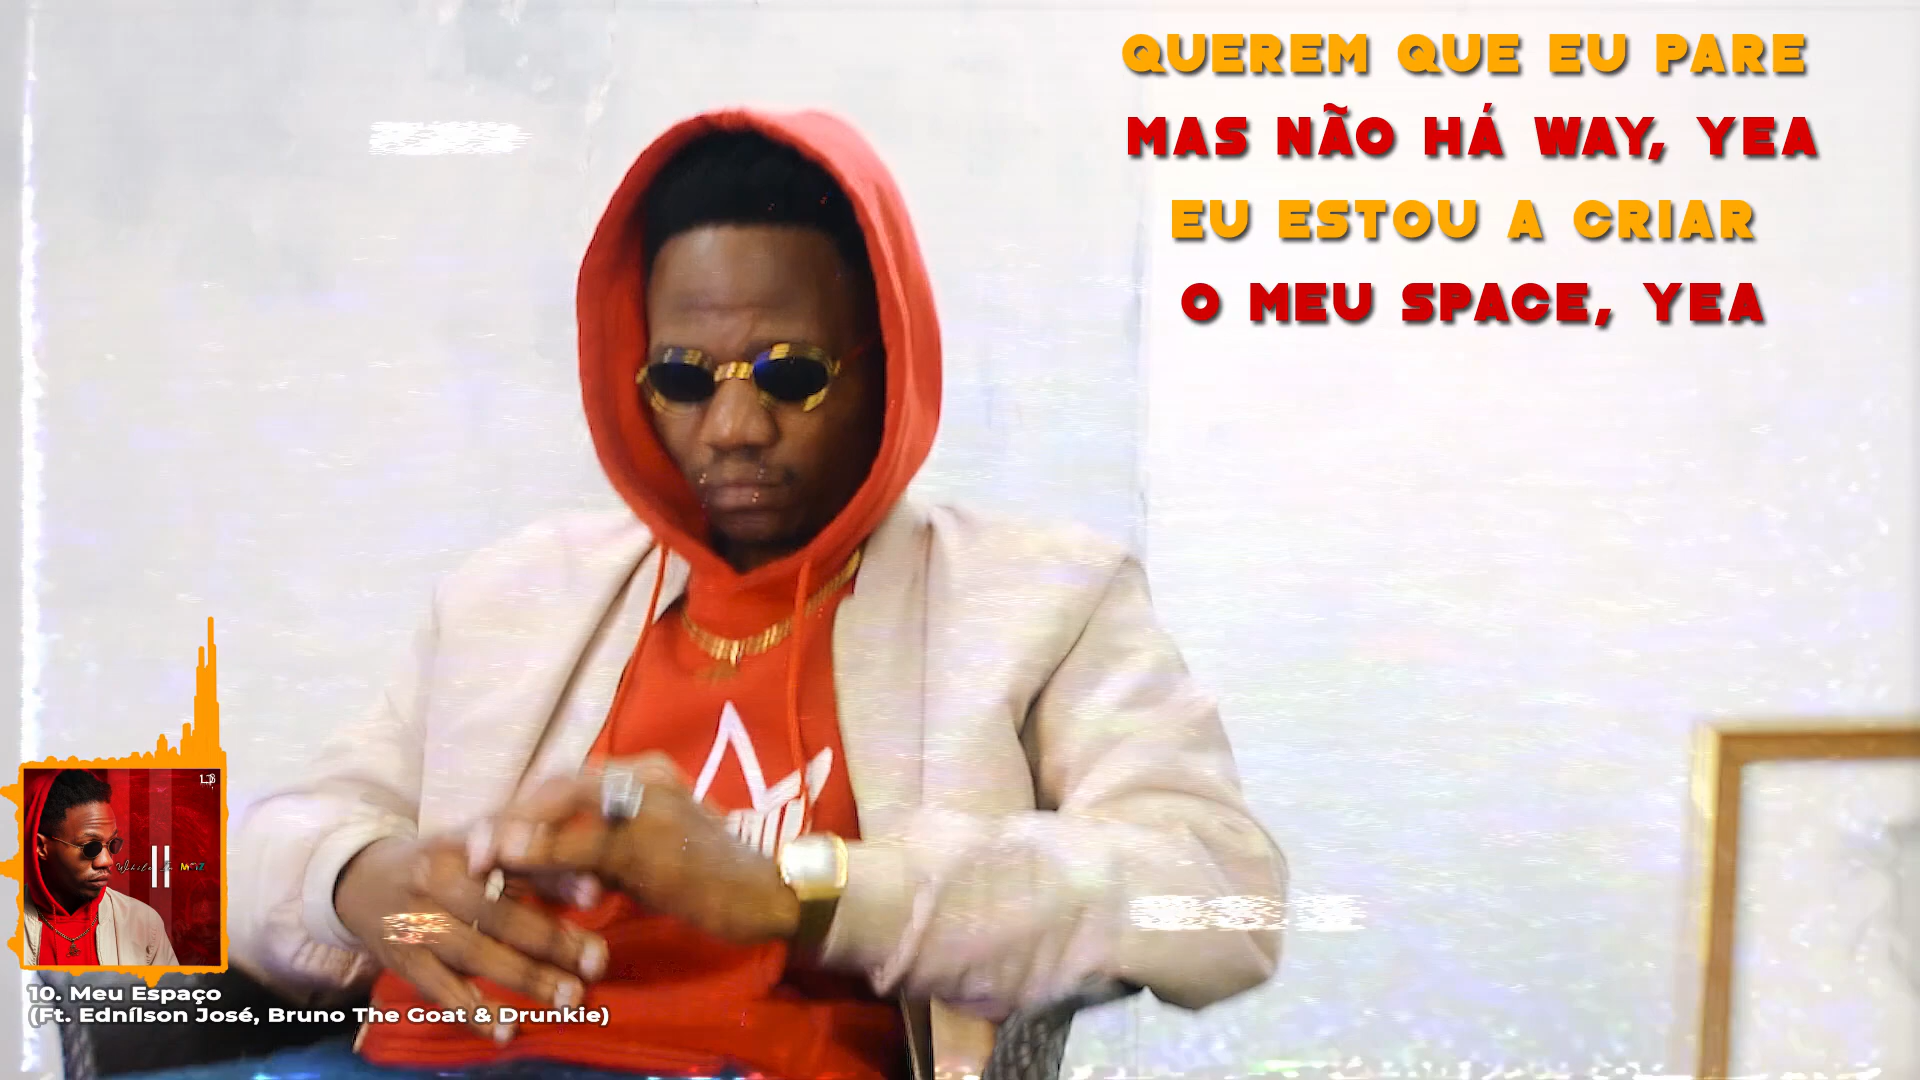 QUEREM QUE EU PARE
MAS NÃO HÁ WAY, YEA
EU ESTOU A CRIAR
O MEU SPACE, YEA
10. Meu Espaço
(Ft. Ednílson José, Bruno The Goat & Drunkie)